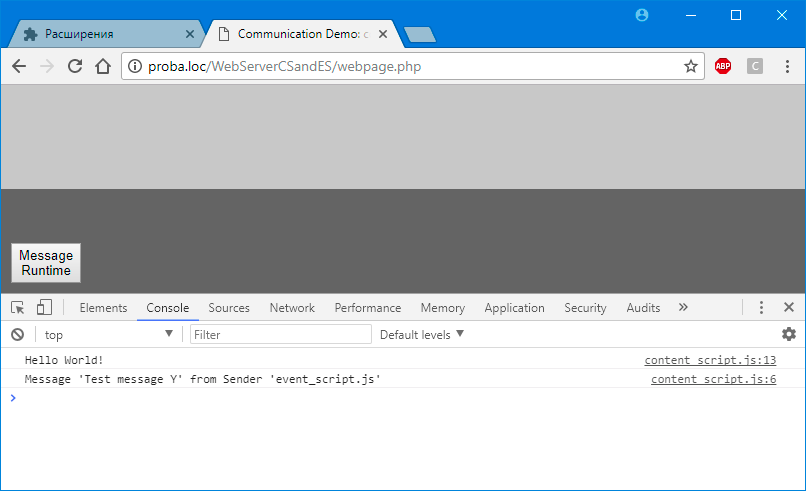 Расширения
Communication Demo: c
proba.loc/WebServerCSandES/webpage.php
ABP
C
Message
Runtime
Elements Console Sources Network Performance Memory Application Security Audits »
top Filter Default levels
Hello World! content_script.js:13
Message 'Test message Y' from Sender 'event_script.js' content_script.js:6